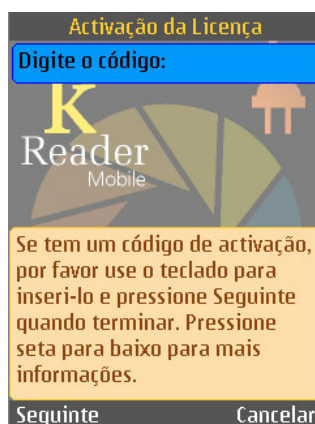 Activação da Licença
Digite o código:
K
Reader
Mobile
Se tem um código de activação,
por favor use o teclado para
inseri-lo e pressione Seguinte
quando terminar. Pressione
seta para baixo para mais
informações.
Seguinte Cancelar